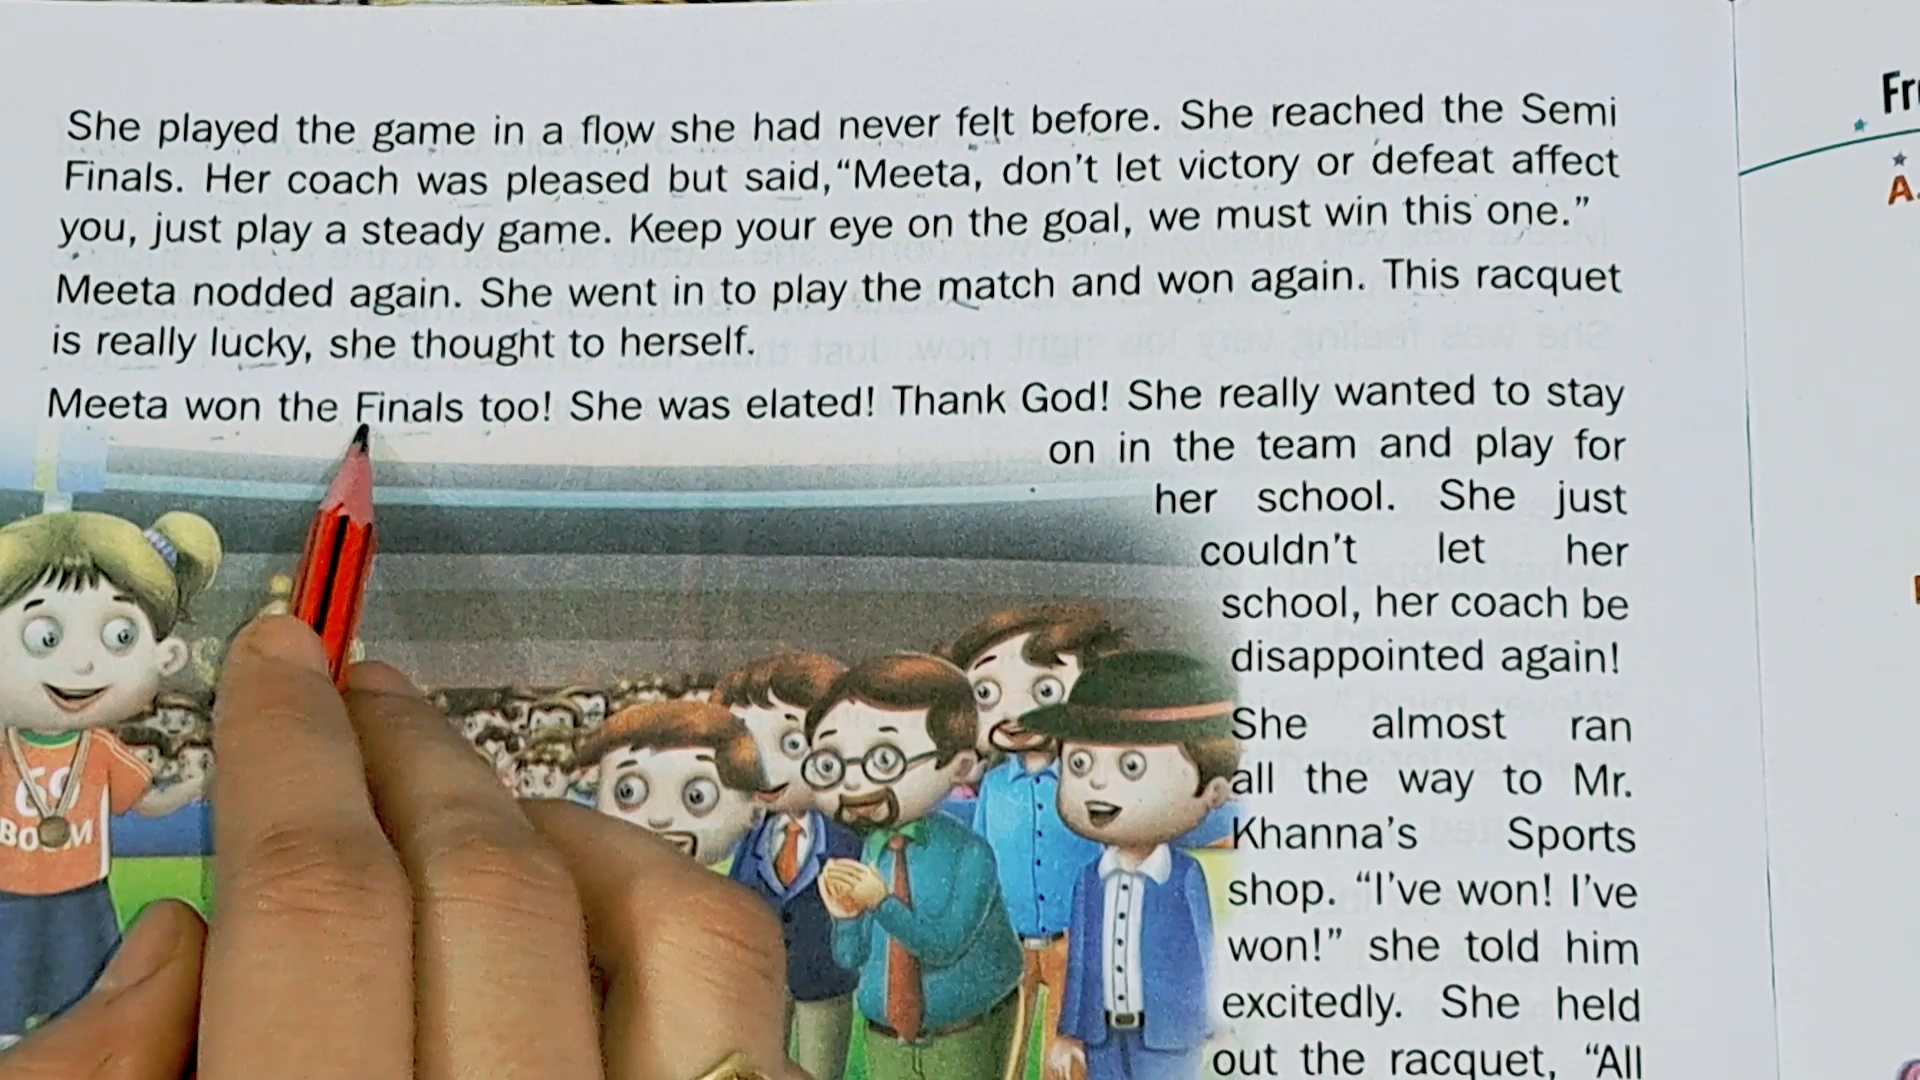 She played the game in a flow she had never felt before. She reached the Semi
Finals. Her coach was pleased but said, “Meeta, don’t let victory or defeat affect
you, just play a steady game. Keep your eye on the goal, we must win this one.”
Meeta nodded again. She went in to play the match and won again. This racquet
is really lucky, she thought to herself.
Meeta won the Finals too! She was elated! Thank God! She really wanted to stay
on in the team and play for
her school. She just
couldn’t let her
school, her coach be
disappointed again!
She almost ran
all the way to Mr.
Khanna’s Sports
shop. “I’ve won! I’ve
won!” she told him
excitedly. She held
out the racquet, “All
BOOM
A.